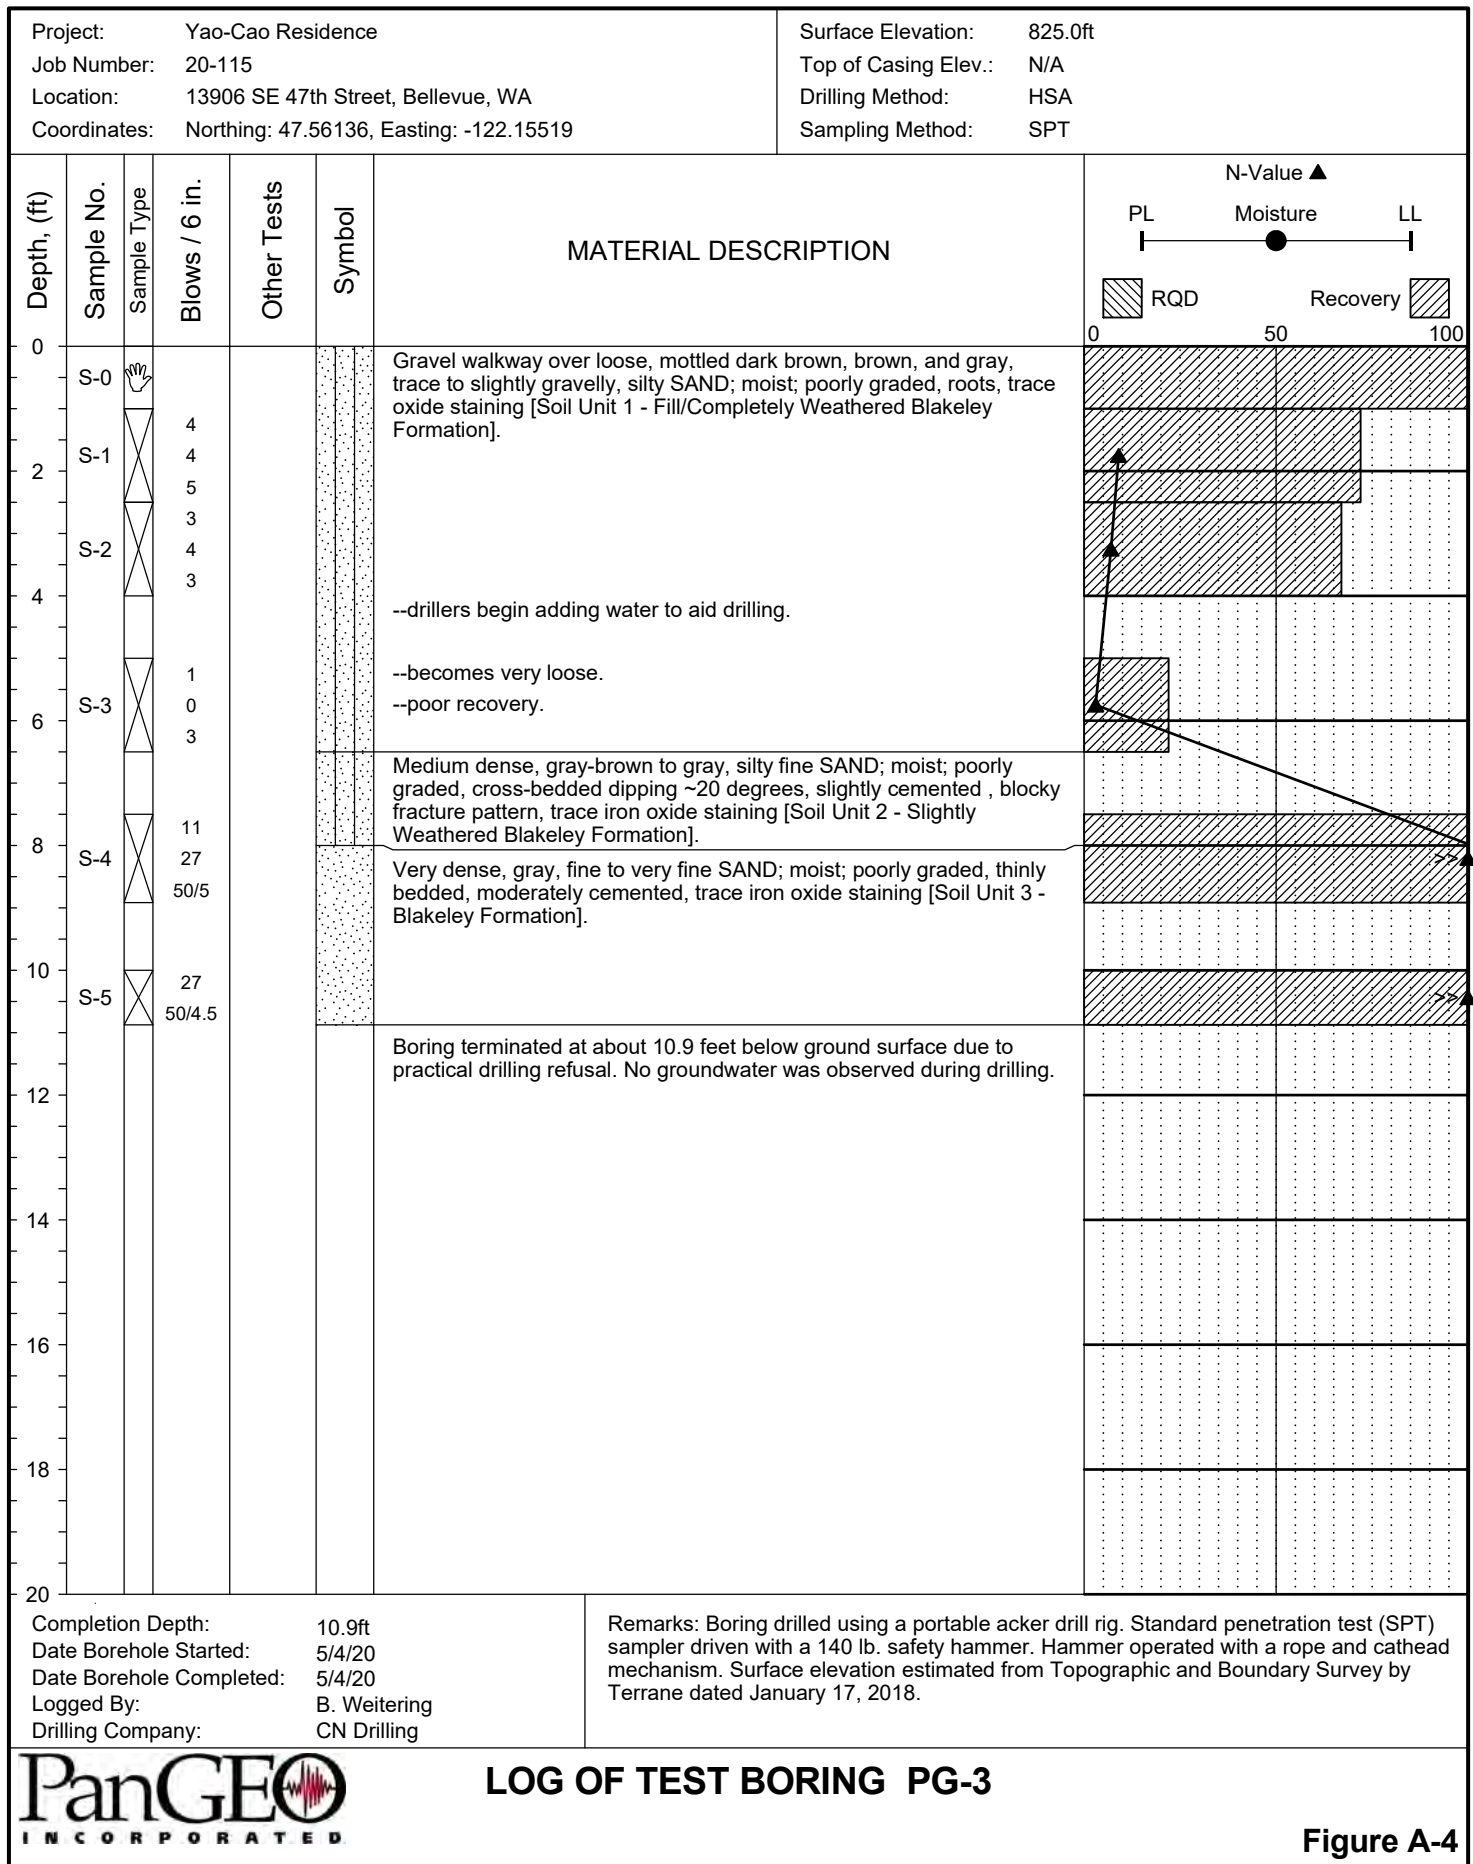 Project: Yao-Cao Residence
Job Number: 20-115
Location: 13906 SE 47th Street, Bellevue, WA
Coordinates: Northing: 47.56136, Easting: -122.15519
Surface Elevation: 825.0ft
Top of Casing Elev.: N/A
Drilling Method: HSA
Sampling Method: SPT
Depth, (ft)
Sample No.
Sample Type
Blows / 6 in.
Other Tests
Symbol
MATERIAL DESCRIPTION
N-Value ▲
PL Moisture LL
RQD Recovery
0 50 100
0
S-0
Gravel walkway over loose, mottled dark brown, brown, and gray,
trace to slightly gravelly, silty SAND; moist; poorly graded, roots, trace
oxide staining [Soil Unit 1 - Fill/Completely Weathered Blakeley
Formation].
4
S-1 4
2
5
3
S-2 4
3
4
--drillers begin adding water to aid drilling.
1
--becomes very loose.
S-3 0
--poor recovery.
6
3
Medium dense, gray-brown to gray, silty fine SAND; moist; poorly
graded, cross-bedded dipping ~20 degrees, slightly cemented , blocky
fracture pattern, trace iron oxide staining [Soil Unit 2 - Slightly
Weathered Blakeley Formation].
11
8
S-4 27
>>
50/5
Very dense, gray, fine to very fine SAND; moist; poorly graded, thinly
bedded, moderately cemented, trace iron oxide staining [Soil Unit 3 -
Blakeley Formation].
10
27
S-5
>>
50/4.5
Boring terminated at about 10.9 feet below ground surface due to
practical drilling refusal. No groundwater was observed during drilling.
12
14
16
18
20
Completion Depth: 10.9ft
Date Borehole Started: 5/4/20
Date Borehole Completed: 5/4/20
Logged By: B. Weitering
Drilling Company: CN Drilling
Remarks: Boring drilled using a portable acker drill rig. Standard penetration test (SPT)
sampler driven with a 140 lb. safety hammer. Hammer operated with a rope and cathead
mechanism. Surface elevation estimated from Topographic and Boundary Survey by
Terrane dated January 17, 2018.
PanGEO
INCORPORATED
LOG OF TEST BORING PG-3
Figure A-4